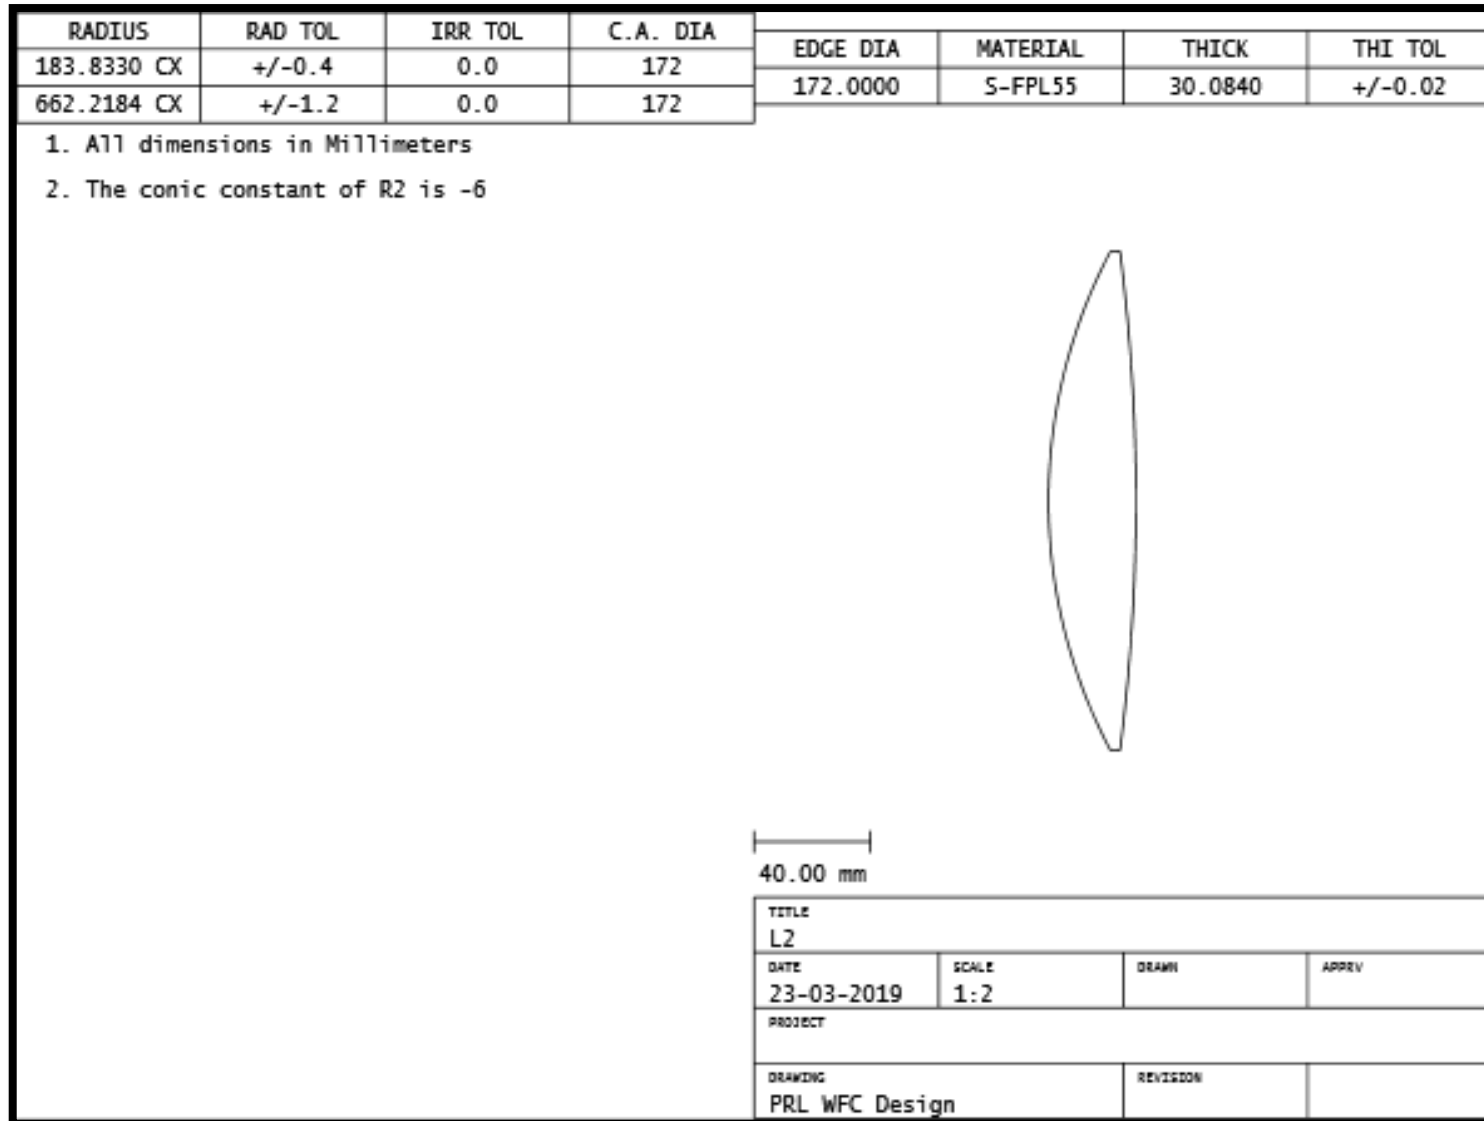 RADIUS RAD TOL IRR TOL C.A. DIA
183.8330 CX +/-0.4 0.0 172
662.2184 CX +/-1.2 0.0 172
EDGE DIA MATERIAL THICK THI TOL
172.0000 S-FPL55 30.0840 +/-0.02
1. All dimensions in Millimeters
2. The conic constant of R2 is -6
40.00 mm
TITLE
L2
DATE SCALE DRAWN APPRV
23-03-2019 1:2
PROJECT
DRAWING REVISION
PRL WFC Design